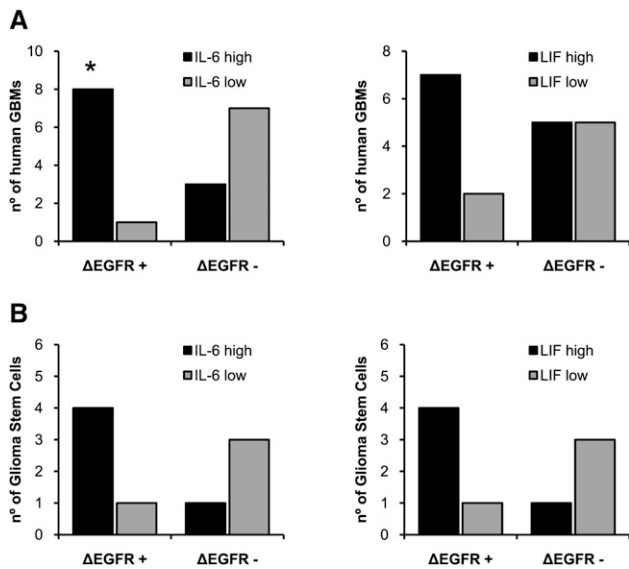 A
nº of human GBMs
10
8
6
4
2
0
*
IL-6 high
IL-6 low
ΔEGFR + ΔEGFR -
nº of human GBMs
8
6
4
2
0
LIF high
LIF low
ΔEGFR + ΔEGFR -
B
nº of Glioma Stem Cells
6
5
4
3
2
1
0
IL-6 high
IL-6 low
ΔEGFR + ΔEGFR -
nº of Glioma Stem Cells
6
5
4
3
2
1
0
LIF high
LIF low
ΔEGFR + ΔEGFR -